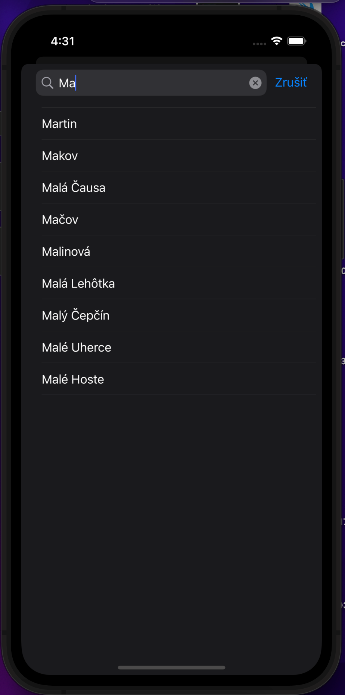 4:31
Ma
Zrušiť
Martin
Makov
Malá Čausa
Mačov
Malinová
Malá Lehôtka
Malý Čepčín
Malé Uherce
Malé Hoste